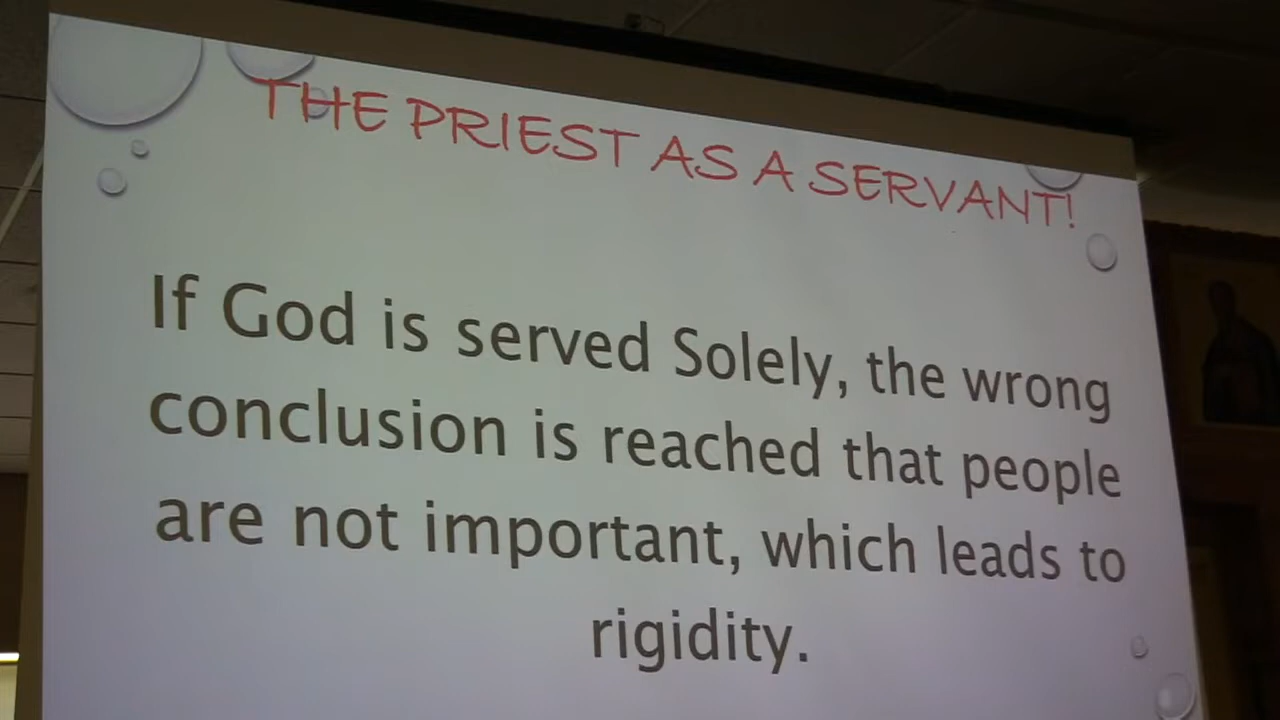 THE PRIEST AS A SERVANT!
If God is served Solely, the wrong
conclusion is reached that people
are not important, which leads to
rigidity.